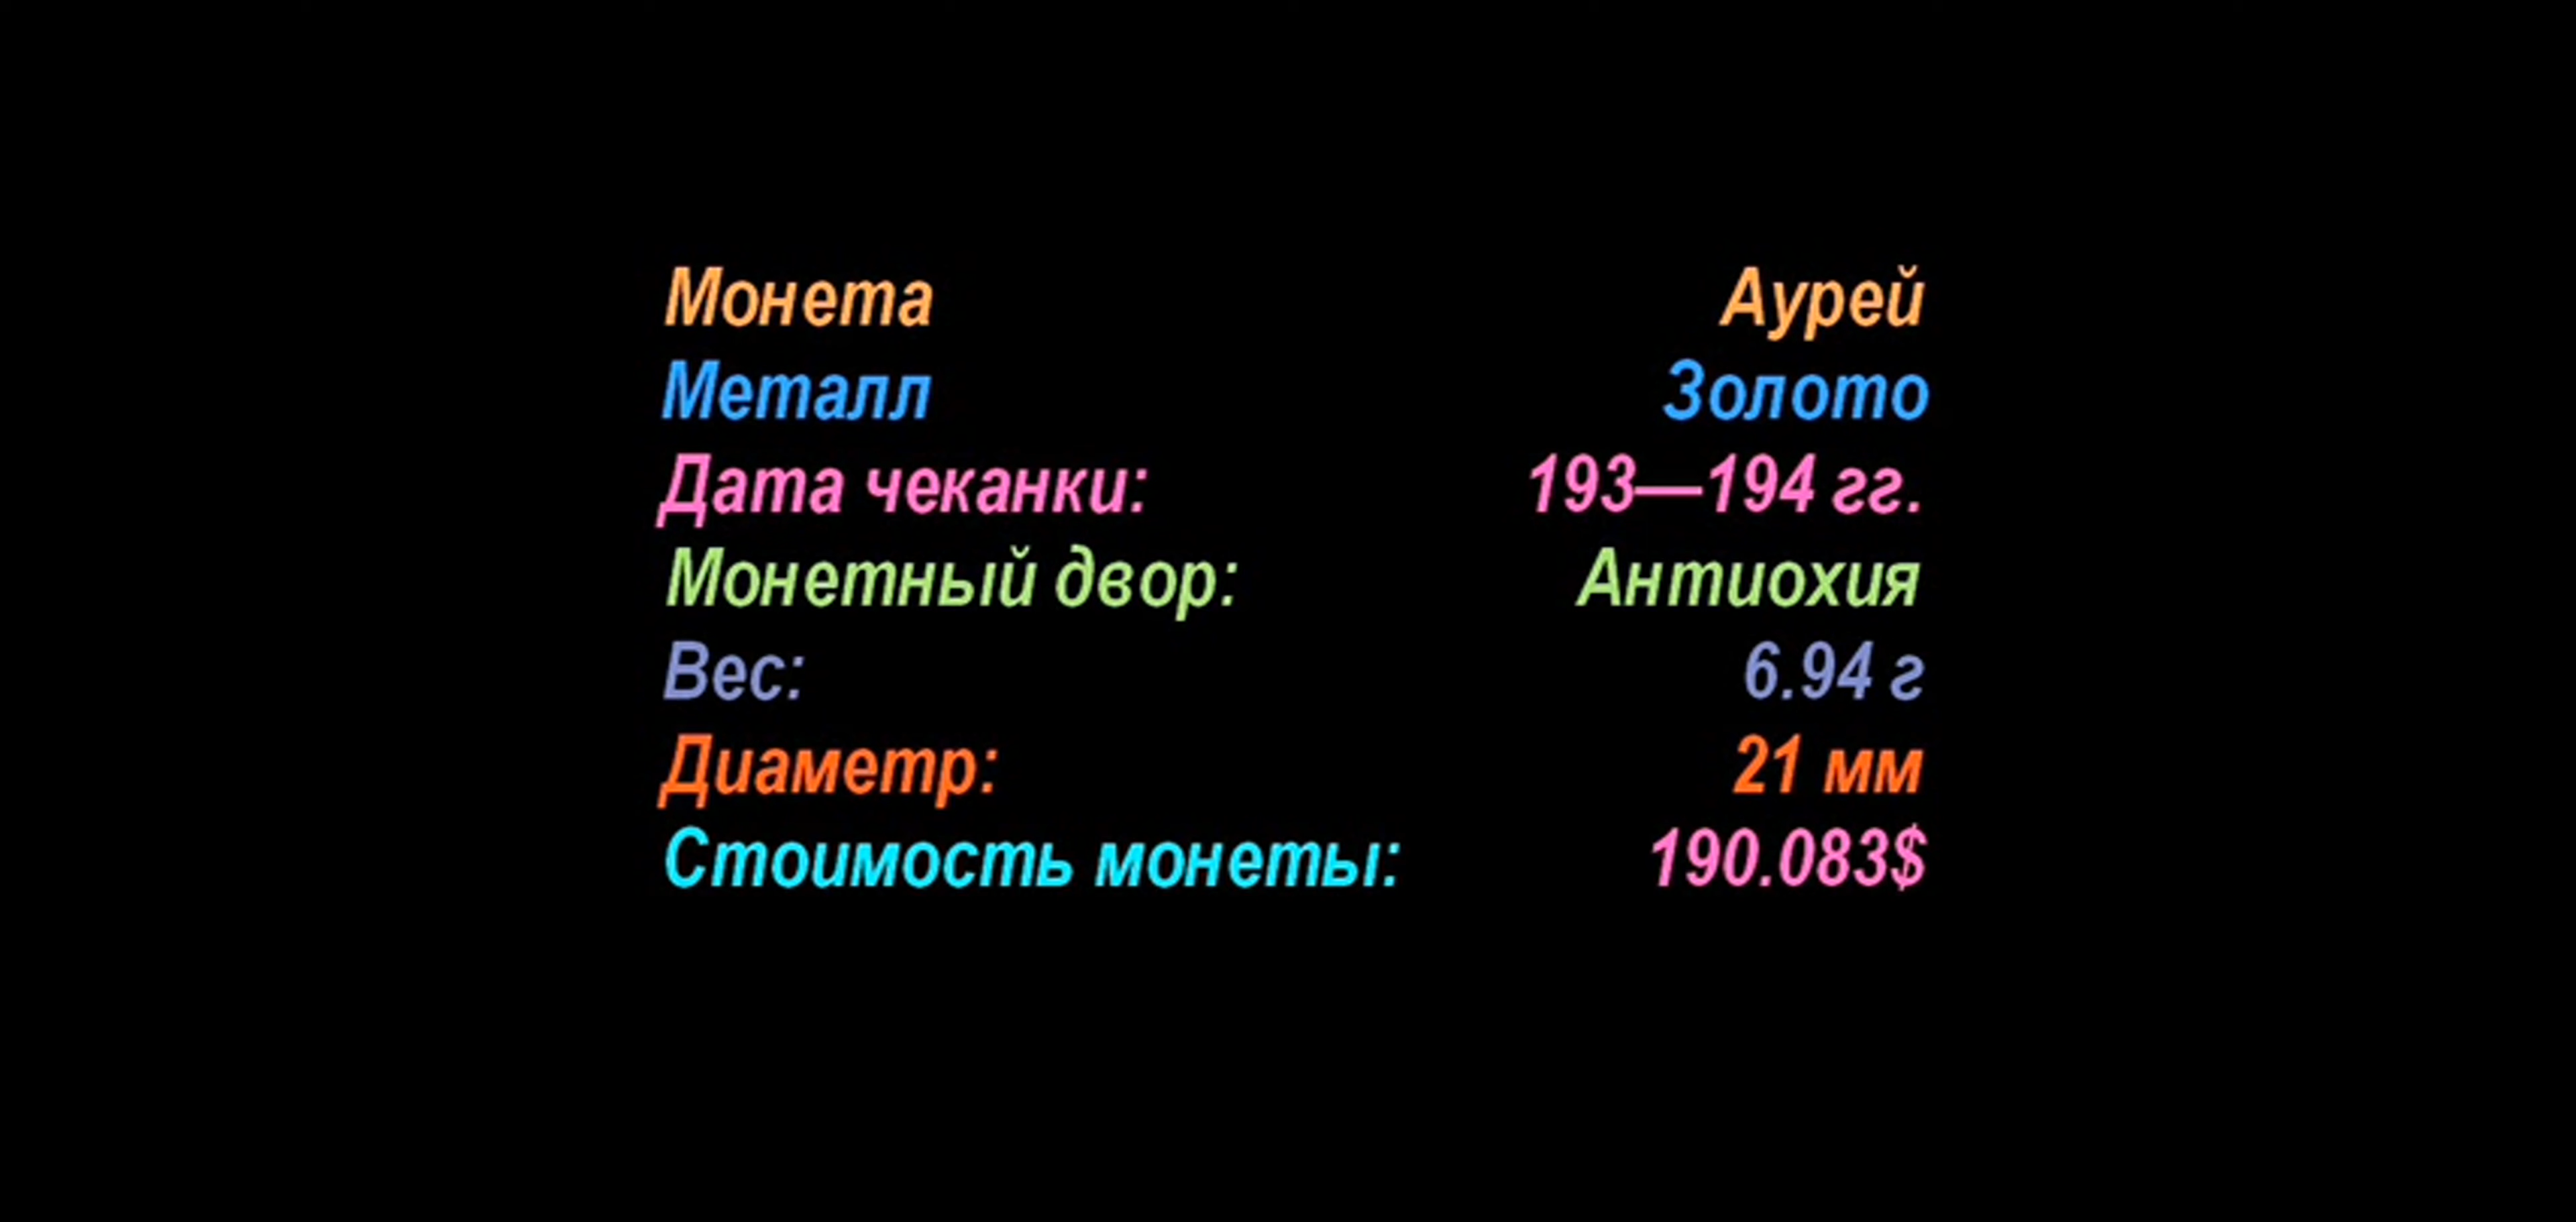 Монета Аурей
Металл Золото
Дата чеканки: 193—194 гг.
Монетный двор: Антиохия
Вес: 6.94 г
Диаметр: 21 мм
Стоимость монеты: 190.083$